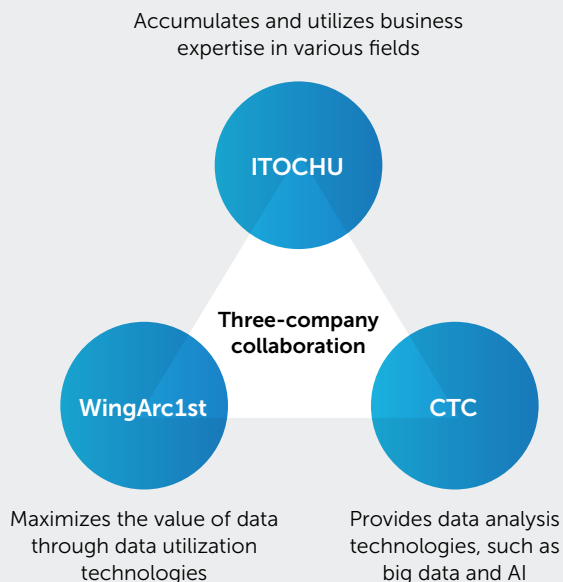 Accumulates and utilizes business
expertise in various fields
ITOCHU
Three-company
collaboration
WingArc1st
CTC
Maximizes the value of data
through data utilization
technologies
Provides data analysis
technologies, such as
big data and AI